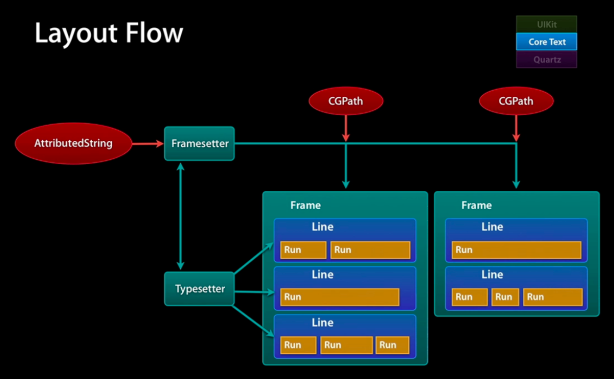 Layout Flow
UIKit
Core Text
Quartz
CGPath
CGPath
AttributedString
Framesetter
Frame
Line
Run
Run
Line
Run
Line
Run
Run
Run
Frame
Line
Run
Line
Run
Run
Run
Typesetter